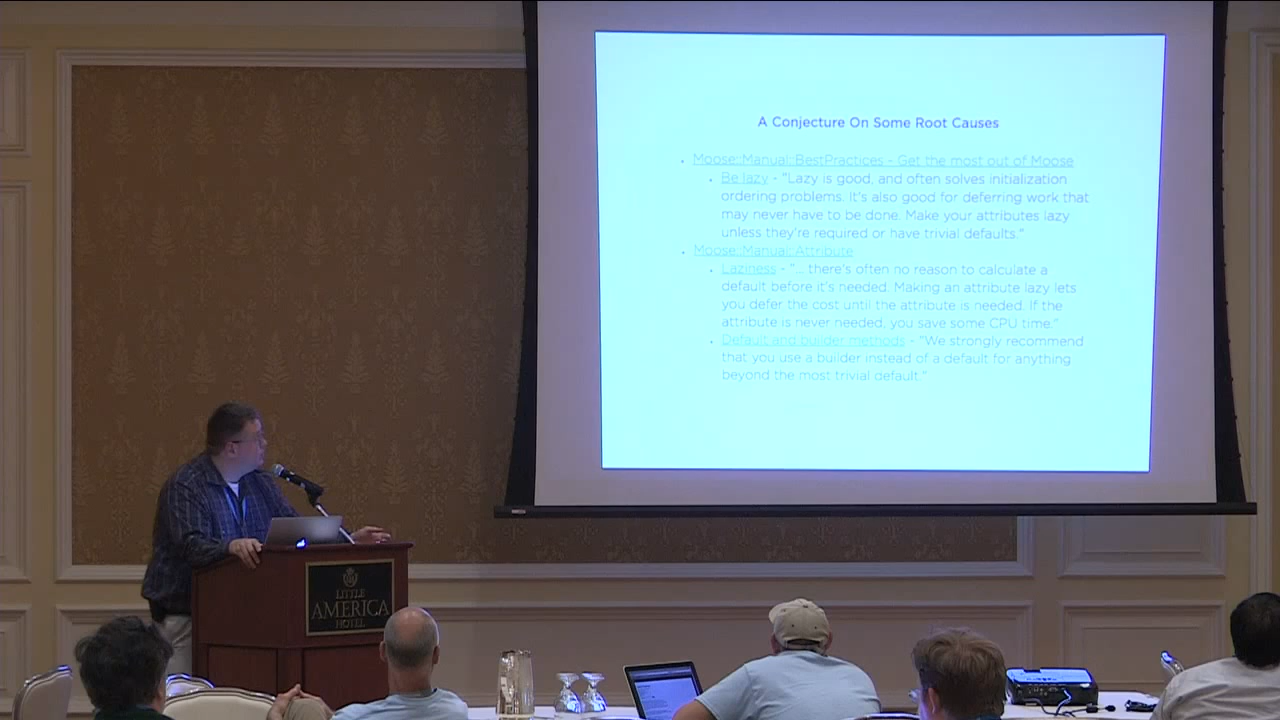 A Conjecture On Some Root Causes
Moose::Manual::BestPractices - Get the most out of Moose
Be lazy - "Lazy is good, and often solves initialization
ordering problems. It's also good for deferring work that
may never have to be done. Make your attributes lazy
unless they're required or have trivial defaults."
Moose::Manual::Attribute
Laziness - "... there's often no reason to calculate a
default before it's needed. Making an attribute lazy lets
you defer the cost until the attribute is needed. If the
attribute is never needed, you save some CPU time."
Default and builder methods - "We strongly recommend
that you use a builder instead of a default for anything
beyond the most trivial default."
LITTLE
AMERICA
HOTEL